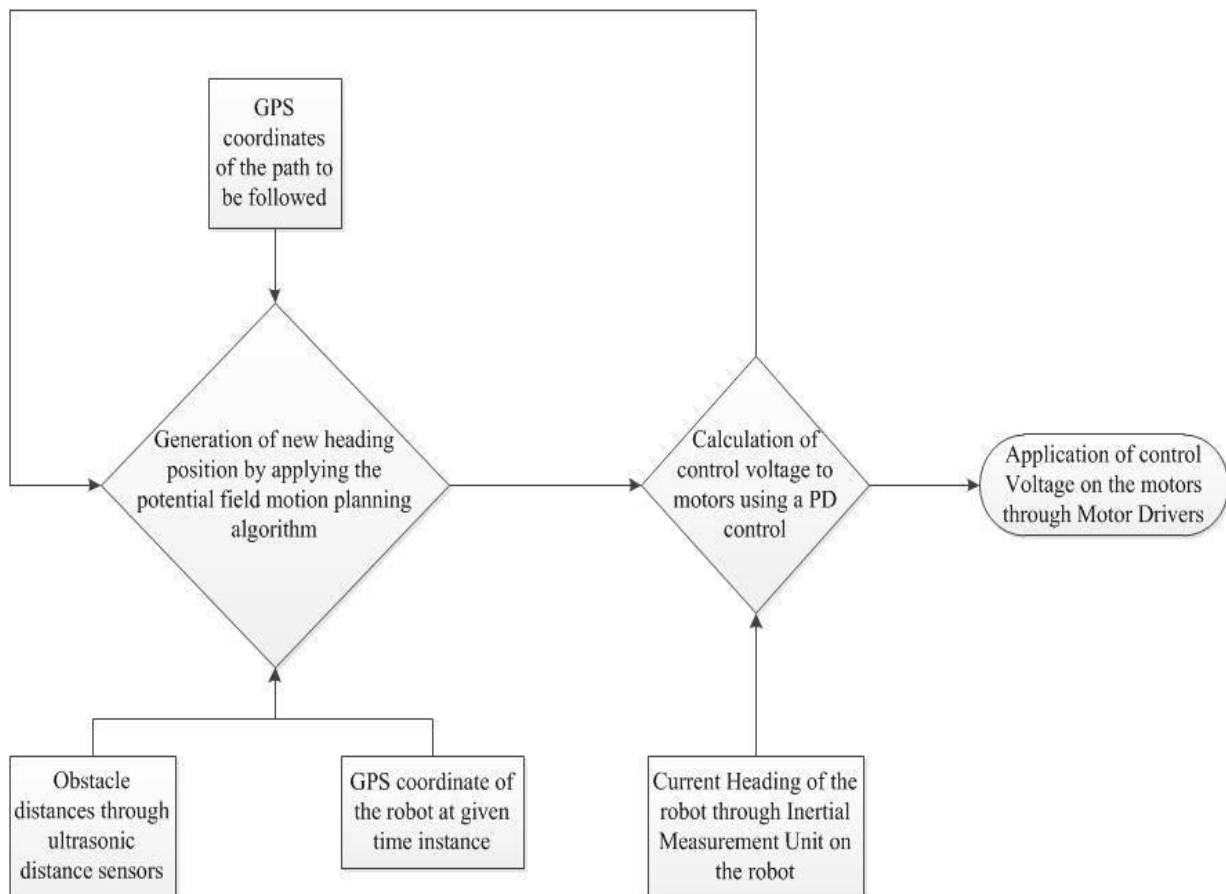 GPS
coordinates
of the path to
be followed
Generation of new heading
position by applying the
potential field motion planning
algorithm
Calculation of
control voltage to
motors using a PD
control
Application of control
Voltage on the motors
through Motor Drivers
Obstacle
distances through
ultrasonic
distance sensors
GPS coordinate of
the robot at given
time instance
Current Heading of the
robot through Inertial
Measurement Unit on
the robot